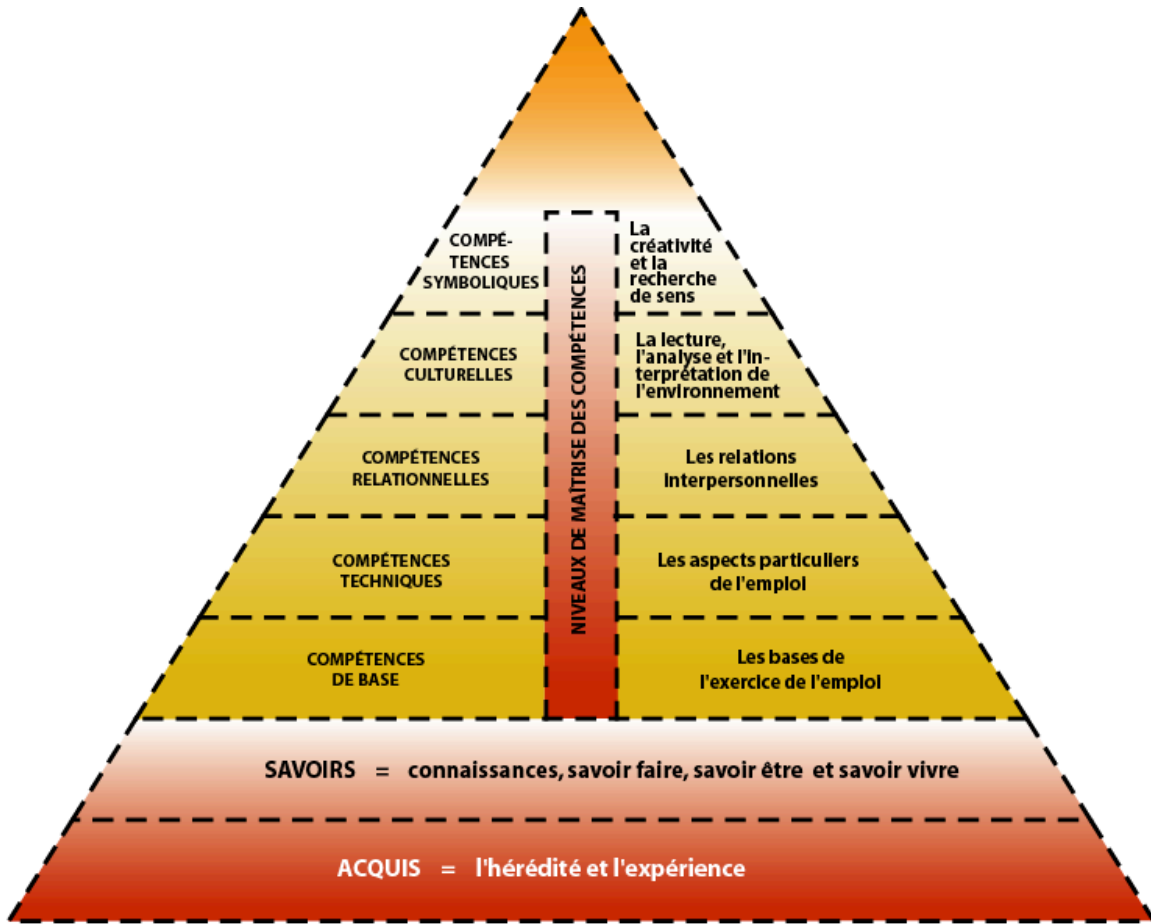 COMPÉ-
TENCES
SYMBOLIQUES
La
créativité
et la
recherche
de sens
NIVEAUX DE MAÎTRISE DES COMPÉTENCES
COMPÉTENCES
CULTURELLES
La lecture,
l'analyse et l'in-
terprétation de
l'environnement
COMPÉTENCES
RELATIONNELLES
Les relations
interpersonnelles
COMPÉTENCES
TECHNIQUES
Les aspects particuliers
de l'emploi
COMPÉTENCES
DE BASE
Les bases de
l'exercice de l'emploi
SAVOIRS = connaissances, savoir faire, savoir être et savoir vivre
ACQUIS = l'hérédité et l'expérience